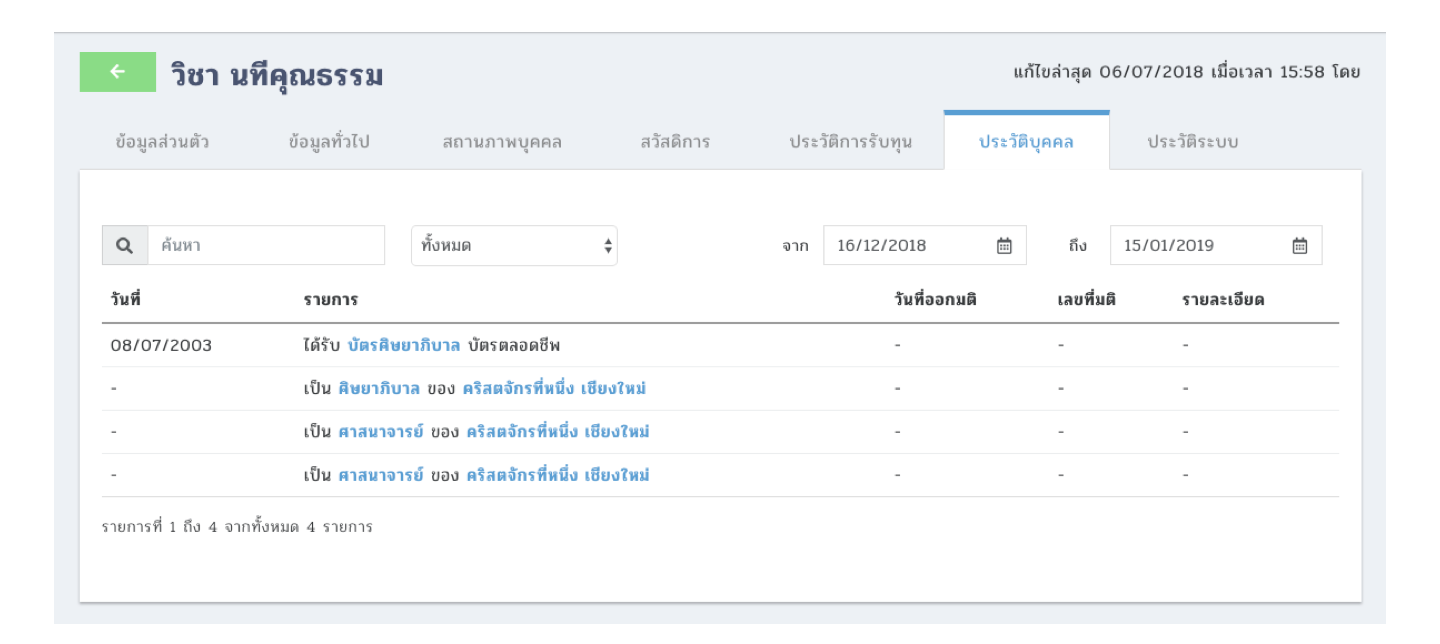 วิชา นทีคุณธรรม
แก้ไขล่าสุด 06/07/2018 เมื่อเวลา 15:58 โดย
ข้อมูลส่วนตัว ข้อมูลทั่วไป สถานภาพบุคคล สวัสดิการ ประวัติการรับทุน ประวัติบุคคล ประวัติระบบ
ค้นหา ทั้งหมด จาก 16/12/2018 ถึง 15/01/2019
วันที่ รายการ วันที่ออกมติ เลขที่มติ รายละเอียด
08/07/2003 ได้รับ บัตรศิษยาภิบาล บัตรตลอดชีพ - - -
- เป็น ศิษยาภิบาล ของ คริสตจักรที่หนึ่ง เชียงใหม่ - - -
- เป็น ศาสนาจารย์ ของ คริสตจักรที่หนึ่ง เชียงใหม่ - - -
- เป็น ศาสนาจารย์ ของ คริสตจักรที่หนึ่ง เชียงใหม่ - - -
รายการที่ 1 ถึง 4 จากทั้งหมด 4 รายการ